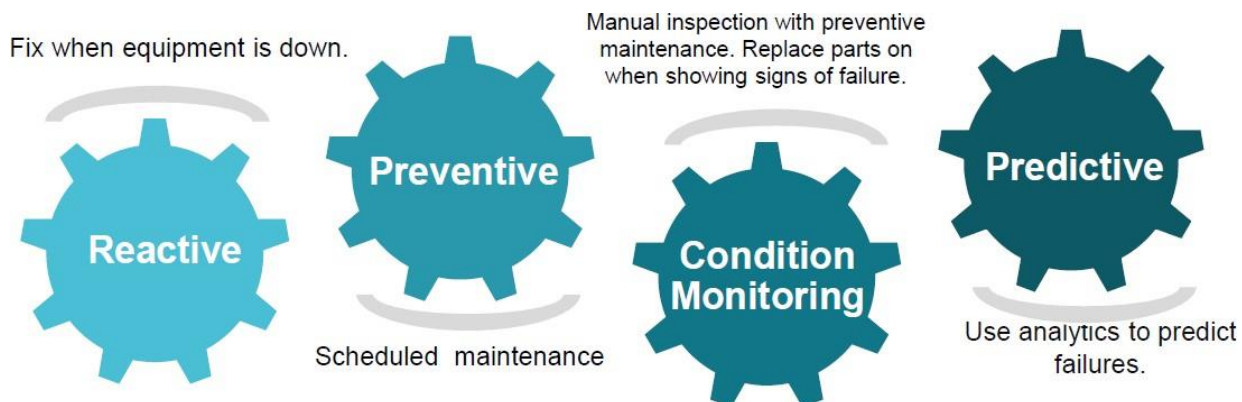 Fix when equipment is down.
Reactive
Preventive
Scheduled maintenance
Manual inspection with preventive
maintenance. Replace parts on
when showing signs of failure.
Condition
Monitoring
Predictive
Use analytics to predict
failures.